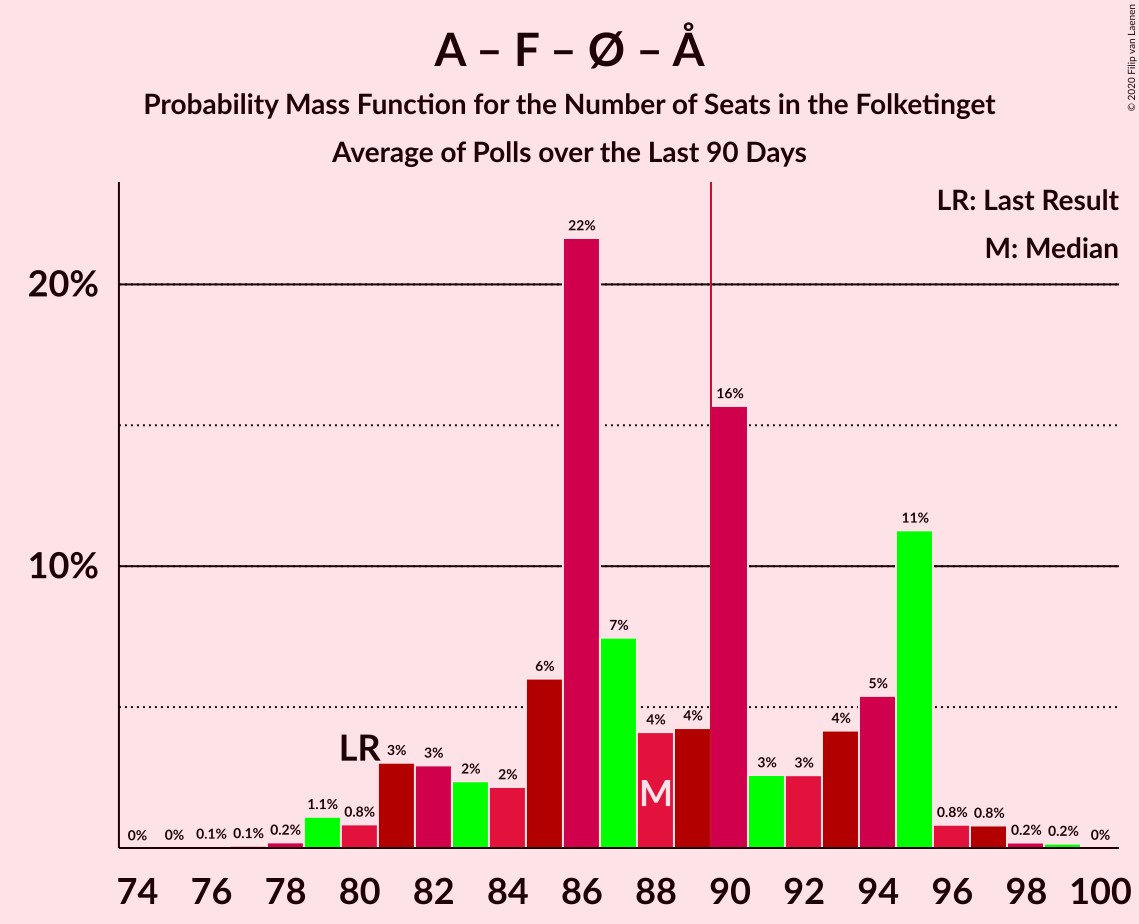 A – F – Ø – Å
Probability Mass Function for the Number of Seats in the Folketinget
Average of Polls over the Last 90 Days
© 2020 Filip van Laenen
LR: Last Result
M: Median
20%
10%
0% 0% 0.1% 0.1% 0.2% 1.1% 0.8% 3% 3% 2% 2% 6% 22% 7% 4% 4% 16% 3% 3% 4% 5% 11% 0.8% 0.8% 0.2% 0.2% 0%
LR
M
74 76 78 80 82 84 86 88 90 92 94 96 98 100